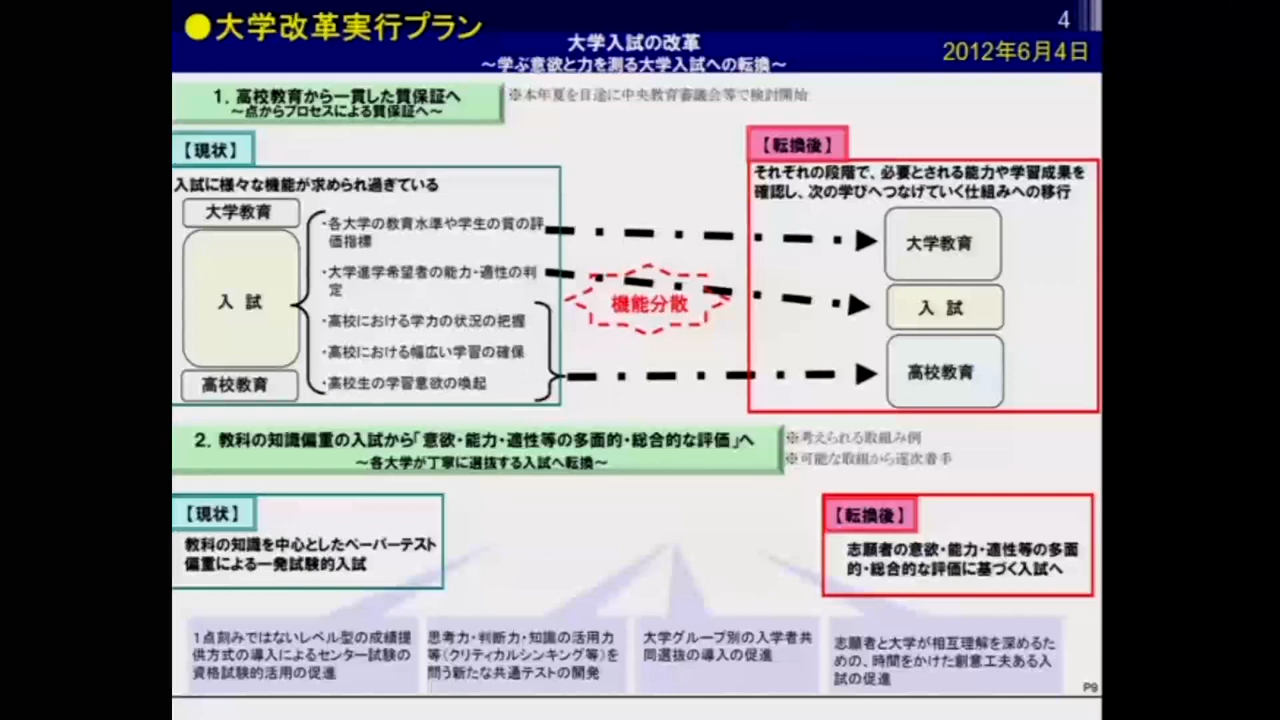 ●大学改革実行プラン
4
大学入試の改革
～学ぶ意欲と力を測る大学入試への転換～
2012年6月4日
1．高校教育から一貫した質保証へ
～点からプロセスによる質保証へ～
※本年夏を目途に中央教育審議会等で検討開始
【現状】
入試に様々な機能が求められ過ぎている
大学教育
入 試
高校教育
・各大学の教育水準や学生の質の評
価指標
・大学進学希望者の能力・適性の判
定
・高校における学力の状況の把握
・高校における幅広い学習の確保
・高校生の学習意欲の喚起
機能分散
【転換後】
それぞれの段階で、必要とされる能力や学習成果を
確認し、次の学びへつなげていく仕組みへの移行
大学教育
入 試
高校教育
2．教科の知識偏重の入試から「意欲・能力・適性等の多面的・総合的な評価」へ
～各大学が丁寧に選抜する入試へ転換～
※考えられる取組み例
※可能な取組から逐次着手
【現状】
教科の知識を中心としたペーパーテスト
偏重による一発試験的入試
【転換後】
志願者の意欲・能力・適性等の多面
的・総合的な評価に基づく入試へ
1点刻みではないレベル型の成績提
供方式の導入によるセンター試験の
資格試験的活用の促進
思考力・判断力・知識の活用力
等（クリティカルシンキング等）を
問う新たな共通テストの開発
大学グループ別の入学者共
同選抜の導入の促進
志願者と大学が相互理解を深めるた
めの、時間をかけた創意工夫ある入
試の促進
P9